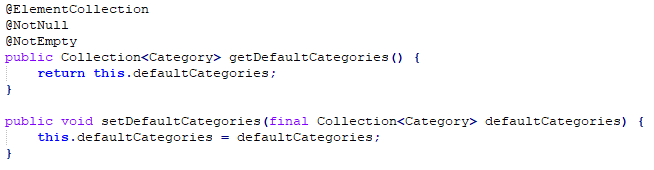 @ElementCollection
@NotNull
@NotEmpty
public Collection<Category> getDefaultCategories() {
    return this.defaultCategories;
}

public void setDefaultCategories(final Collection<Category> defaultCategories) {
    this.defaultCategories = defaultCategories;
}